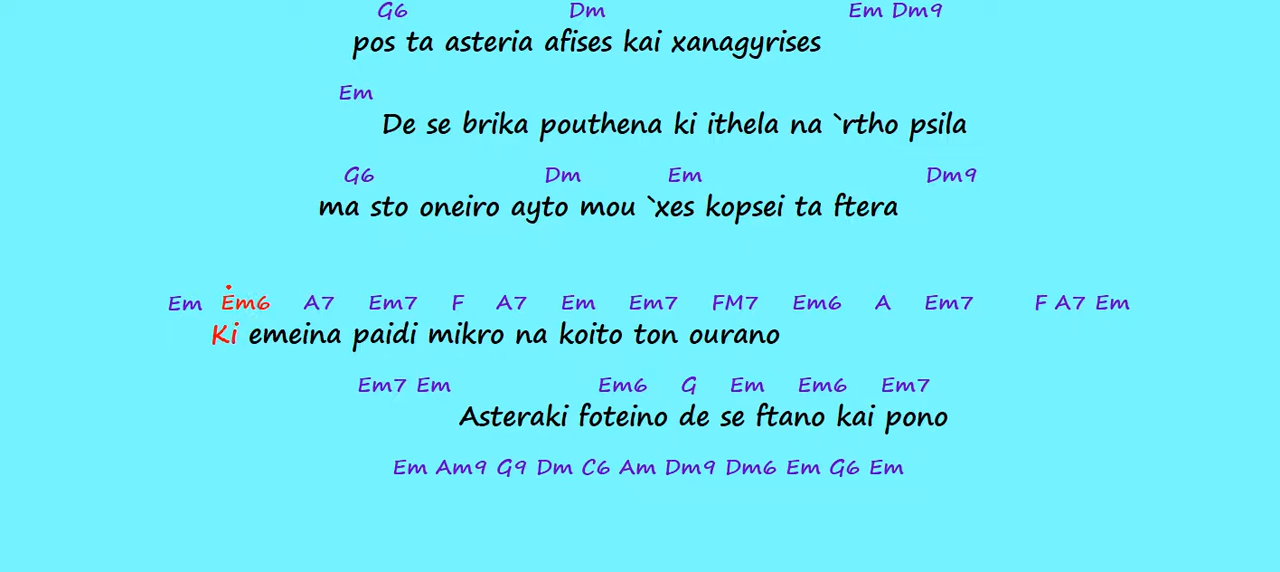 G6 Dm Em Dm9
pos ta asteria afises kai xanagyrises
Em
De se brika pouthena ki ithela na `rtho psila
G6 Dm Em Dm9
ma sto oneiro ayto mou `xes kopsei ta ftera
Em Em6 A7 Em7 F A7 Em Em7 FM7 Em6 A Em7 F A7 Em
Ki emeina paidi mikro na koito ton ourano
Em7 Em Em6 G Em Em6 Em7
Asteraki foteino de se ftano kai pono
Em Am9 G9 Dm C6 Am Dm9 Dm6 Em G6 Em